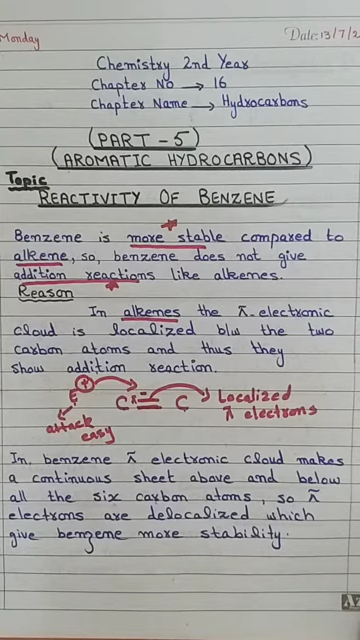 Monday
Date: 13/7/2
Chemistry 2nd Year
Chapter No → 16
Chapter Name → Hydrocarbons
(PART - 5)
(AROMATIC HYDROCARBONS)
Topic
REACTIVITY OF BENZENE
Benzene is more stable compared to
alkene, so, benzene does not give
addition reactions like alkenes.
Reason
In alkenes the π-electronic
cloud is localized b/w the two
carbon atoms and thus they
show addition reaction.
E + C π = C Localized
π electrons
attack
easy
In, benzene π electronic cloud makes
a continuous sheet above and below
all the six carbon atoms, so π
electrons are delocalized which
give benzene more stability.